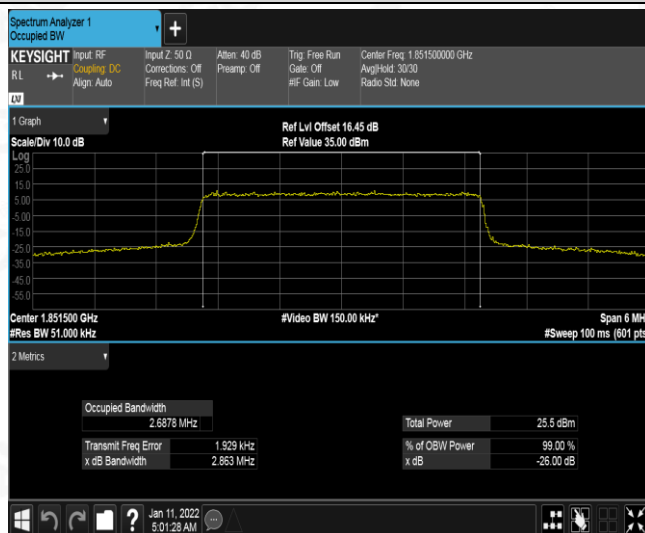 Spectrum Analyzer 1
Occupied BW
+
KEYSIGHT Input: RF Input Z: 50 Ω Atten: 40 dB Trig: Free Run Center Freq: 1.851500000 GHz
RL Coupling: DC Corrections: Off Preamp: Off Gate: Off Avg|Hold: 30/30
Align: Auto Freq Ref: Int (S) #IF Gain: Low Radio Std: None
LXI
1 Graph
Ref Lvl Offset 16.45 dB
Scale/Div 10.0 dB Ref Value 35.00 dBm
Log
25.0
15.0
5.00
-5.00
-15.0
-25.0
-35.0
-45.0
-55.0
Center 1.851500 GHz #Video BW 150.00 kHz* Span 6 MH
#Res BW 51.000 kHz #Sweep 100 ms (601 pts
2 Metrics
Occupied Bandwidth
2.6878 MHz Total Power 25.5 dBm
Transmit Freq Error 1.929 kHz % of OBW Power 99.00 %
x dB Bandwidth 2.863 MHz x dB -26.00 dB
? Jan 11, 2022
5:01:28 AM